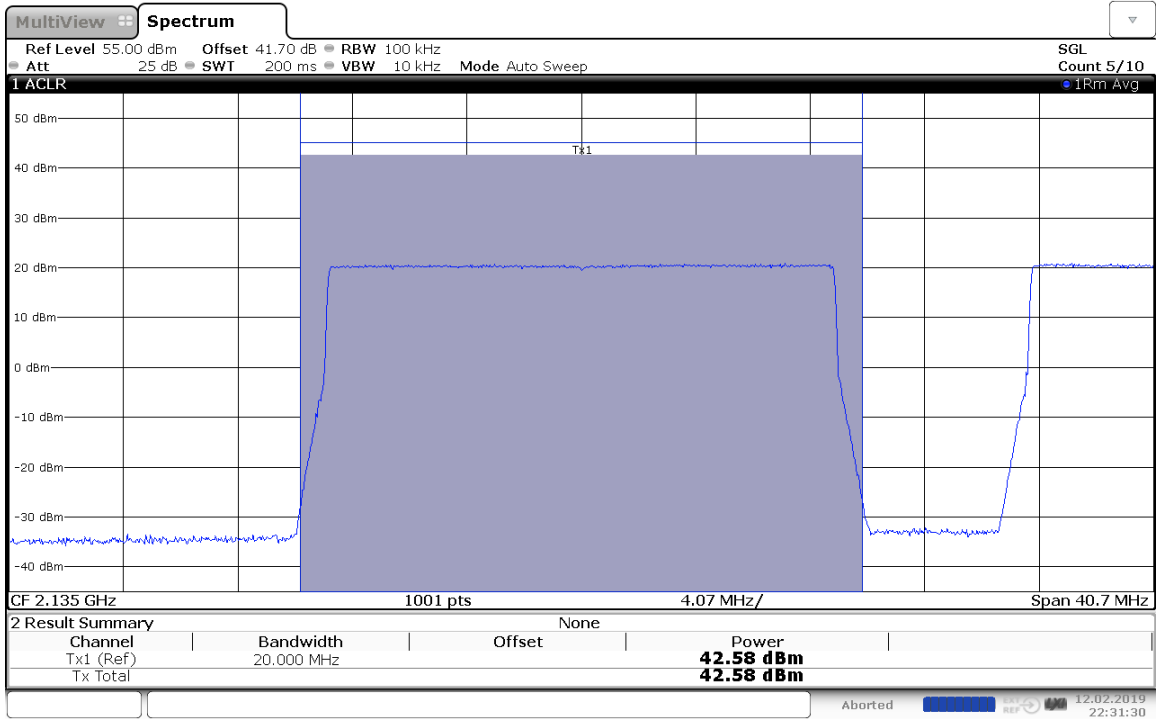 MultiView Spectrum
Ref Level 55.00 dBm Offset 41.70 dB RBW 100 kHz SGL
Att 25 dB SWT 200 ms VBW 10 kHz Mode Auto Sweep Count 5/10
1 ACLR 1Rm Avg
50 dBm
Tx1
40 dBm
30 dBm
20 dBm
10 dBm
0 dBm
-10 dBm
-20 dBm
-30 dBm
-40 dBm
CF 2.135 GHz 1001 pts 4.07 MHz/ Span 40.7 MHz
2 Result Summary None
Channel Bandwidth Offset Power
Tx1 (Ref) 20.000 MHz 42.58 dBm
Tx Total 42.58 dBm
Aborted EXT REF 12.02.2019
22:31:30